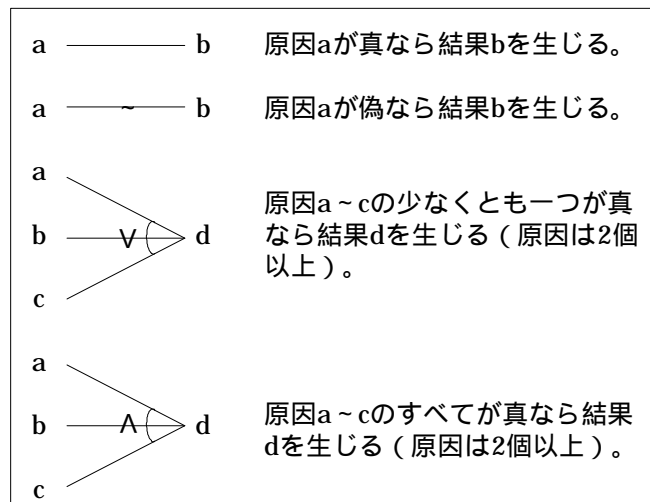 a b 原因aが真なら結果bを生じる。
a ~ b 原因aが偽なら結果bを生じる。
a
b ∨ d
c
原因a～cの少なくとも一つが真
なら結果dを生じる（原因は2個
以上）。
a
b ∧ d
c
原因a～cのすべてが真なら結果
dを生じる（原因は2個以上）。